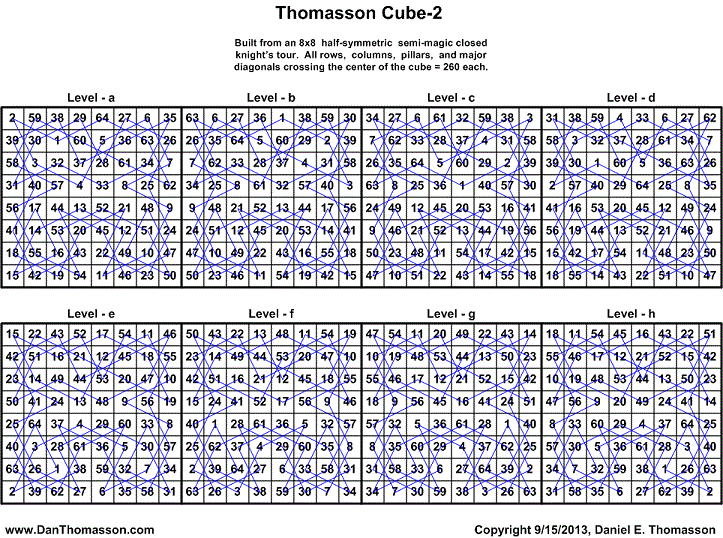 Thomasson Cube-2
Built from an 8x8 half-symmetric semi-magic closed
knight's tour. All rows, columns, pillars, and major
diagonals crossing the center of the cube = 260 each.
Level - a Level - b Level - c Level - d
2 59 38 29 64 27 6 35 63 6 27 36 1 38 59 30 34 27 6 61 32 59 38 3 31 38 59 4 33 6 27 62
39 30 1 60 5 36 63 26 26 35 64 5 60 29 2 39 7 62 33 28 37 4 31 58 58 3 32 37 28 61 34 7
58 3 32 37 28 61 34 7 7 62 33 28 37 4 31 58 26 35 64 5 60 29 2 39 39 30 1 60 5 36 63 26
31 40 57 4 33 8 25 62 34 25 8 61 32 57 40 3 63 8 25 36 1 40 57 30 2 57 40 29 64 25 8 35
56 17 44 13 52 21 48 9 9 48 21 52 13 44 17 56 24 49 12 45 20 53 16 41 41 16 53 20 45 12 49 24
41 14 53 20 45 12 51 24 24 51 12 45 20 53 14 41 9 46 21 52 13 44 19 56 56 19 44 13 52 21 46 9
18 55 16 43 22 49 10 47 47 10 49 22 43 16 55 18 50 23 48 11 54 17 42 15 15 42 17 54 11 48 23 50
15 42 19 54 11 46 23 50 50 23 46 11 54 19 42 15 47 10 51 22 43 14 55 18 18 55 14 43 22 51 10 47
Level - e Level - f Level - g Level - h
15 22 43 52 17 54 11 46 50 43 22 13 48 11 54 19 47 54 11 20 49 22 43 14 18 11 54 45 16 43 22 51
42 51 16 21 12 45 18 55 23 14 49 44 53 20 47 10 10 19 48 53 44 13 50 23 55 46 17 12 21 52 15 42
23 14 49 44 53 20 47 10 42 51 16 21 12 45 18 55 55 46 17 12 21 52 15 42 10 19 48 53 44 13 50 23
50 41 24 13 48 9 56 19 15 24 41 52 17 56 9 46 18 9 56 45 16 41 24 51 47 56 9 20 49 24 41 14
25 64 37 4 29 60 33 8 40 1 28 61 36 5 32 57 57 32 5 36 61 28 1 40 8 33 60 29 4 37 64 25
40 3 28 61 36 5 30 57 25 62 37 4 29 60 35 8 8 35 60 29 4 37 62 25 57 30 5 36 61 28 3 40
63 26 1 38 59 32 7 34 2 39 64 27 6 33 58 31 31 58 33 6 27 64 39 2 34 7 32 59 38 1 26 63
2 39 62 27 6 35 58 31 63 26 3 38 59 30 7 34 34 7 30 59 38 3 26 63 31 58 35 6 27 62 39 2
www.DanThomasson.com Copyright 9/15/2013, Daniel E. Thomasson